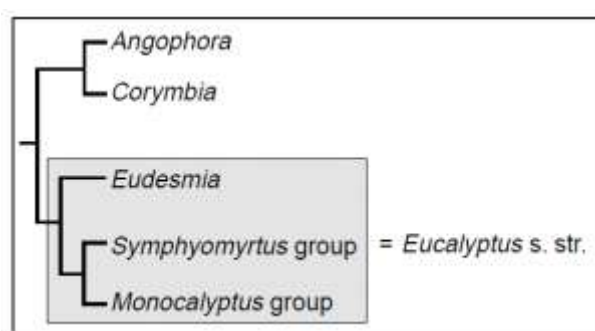 Angophora
Corymbia
Eudesmia
Symphyomyrtus group = Eucalyptus s. str.
Monocalyptus group